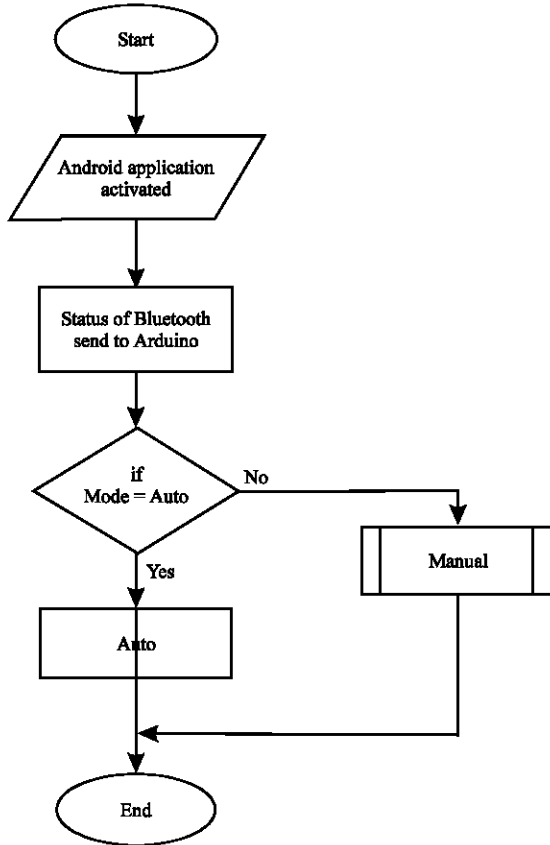 Start
Android application
activated
Status of Bluetooth
send to Arduino
if
Mode = Auto
No
Yes
Manual
Auto
End